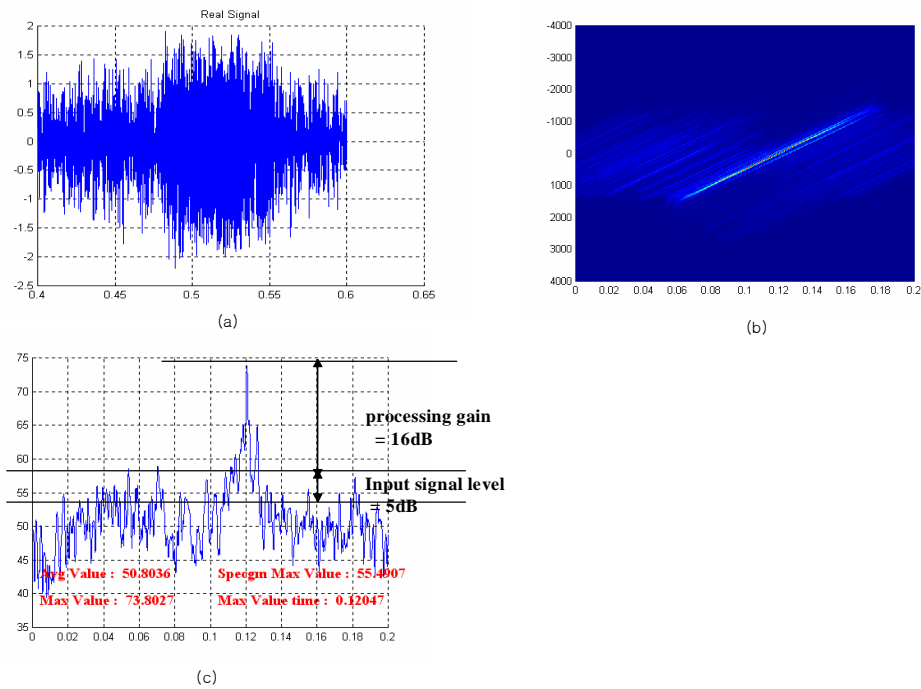 Real Signal
2
1.5
1
0.5
0
-0.5
-1
-1.5
-2
-2.5
0.4 0.45 0.5 0.55 0.6 0.65
(a)
-4000
-3000
-2000
-1000
0
1000
2000
3000
4000
0 0.02 0.04 0.06 0.08 0.1 0.12 0.14 0.16 0.18 0.2
(b)
75
70
65
60
55
50
45
40
35
processing gain
= 16dB
Input signal level
= 5dB
Avg Value : 50.8036 Specgm Max Value : 55.4907
Max Value : 73.8027 Max Value time : 0.12047
0 0.02 0.04 0.06 0.08 0.1 0.12 0.14 0.16 0.18 0.2
(c)